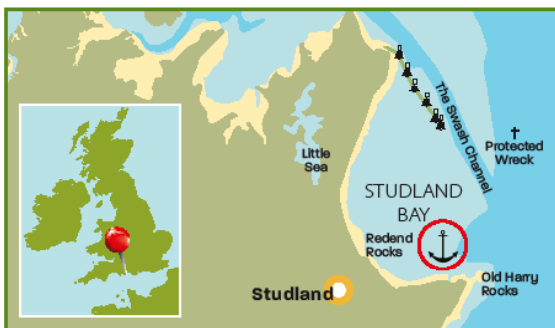 The Swash Channel
Protected
Wreck
Little
Sea
STUDLAND
BAY
Redend
Rocks
Old Harry
Rocks
Studland